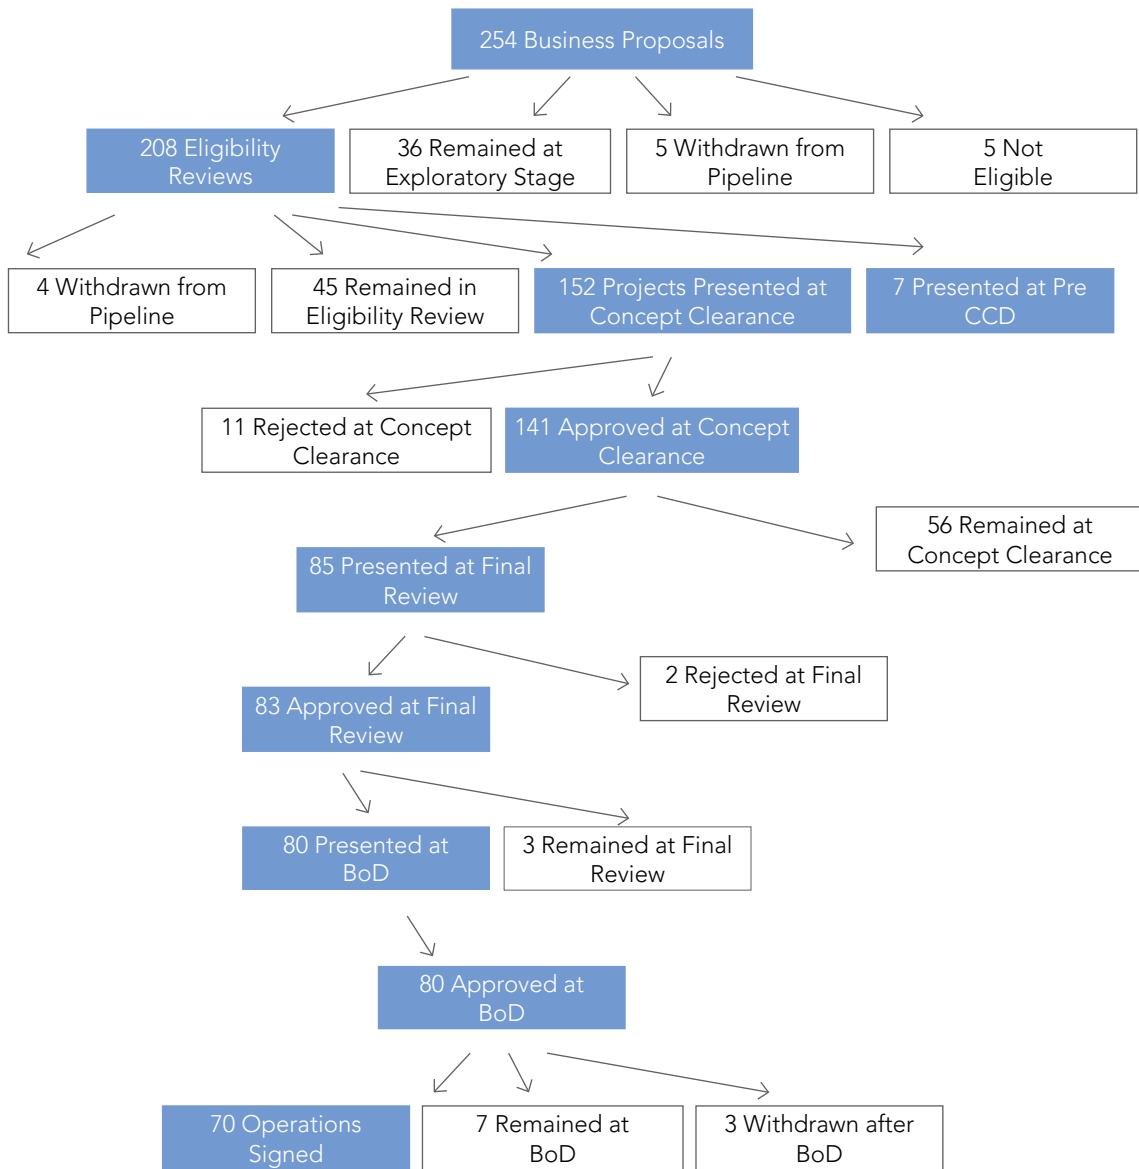 254 Business Proposals
208 Eligibility
Reviews
36 Remained at
Exploratory Stage
5 Withdrawn from
Pipeline
5 Not
Eligible
4 Withdrawn from
Pipeline
45 Remained in
Eligibility Review
152 Projects Presented at
Concept Clearance
7 Presented at Pre
CCD
11 Rejected at Concept
Clearance
141 Approved at Concept
Clearance
56 Remained at
Concept Clearance
85 Presented at Final
Review
2 Rejected at Final
Review
83 Approved at Final
Review
80 Presented at
BoD
3 Remained at Final
Review
80 Approved at
BoD
70 Operations
Signed
7 Remained at
BoD
3 Withdrawn after
BoD